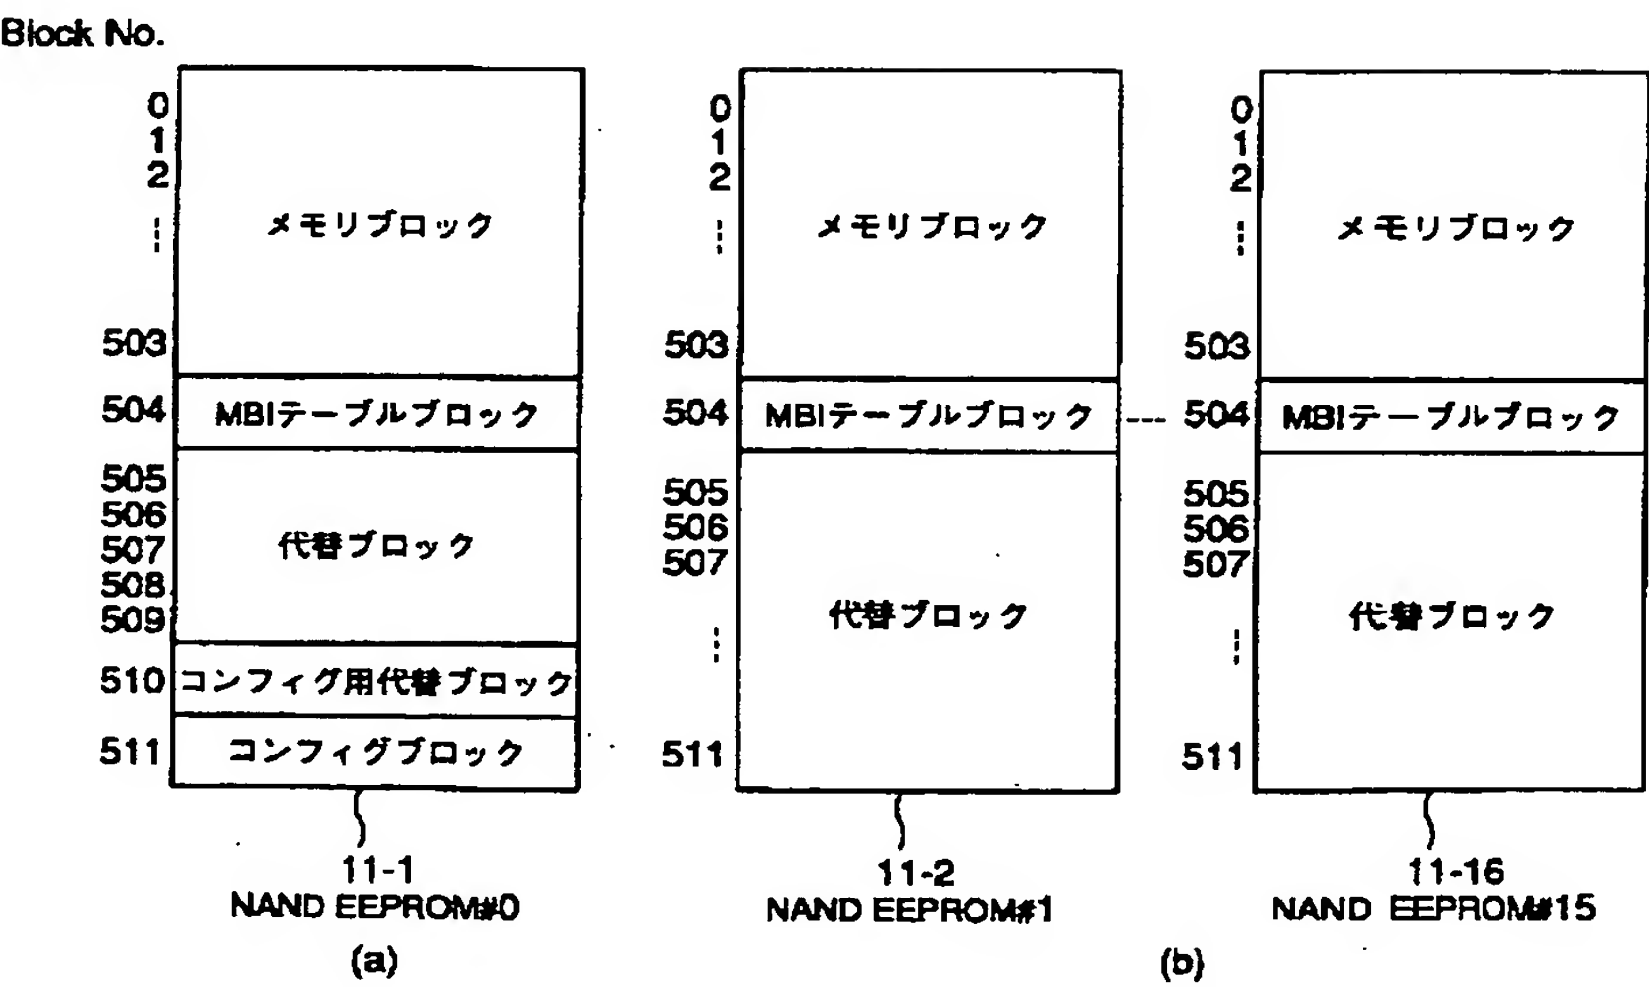 Block No.
0
1
2
⋮
503
メモリブロック
504
MBIテーブルブロック
505
506
507
508
509
代替ブロック
510
コンフィグ用代替ブロック
511
コンフィグブロック
11-1
NAND EEPROM#0
(a)
0
1
2
⋮
503
メモリブロック
504
MBIテーブルブロック
505
506
507
⋮
511
代替ブロック
11-2
NAND EEPROM#1
0
1
2
⋮
503
メモリブロック
504
MBIテーブルブロック
505
506
507
⋮
511
代替ブロック
11-16
NAND EEPROM#15
(b)